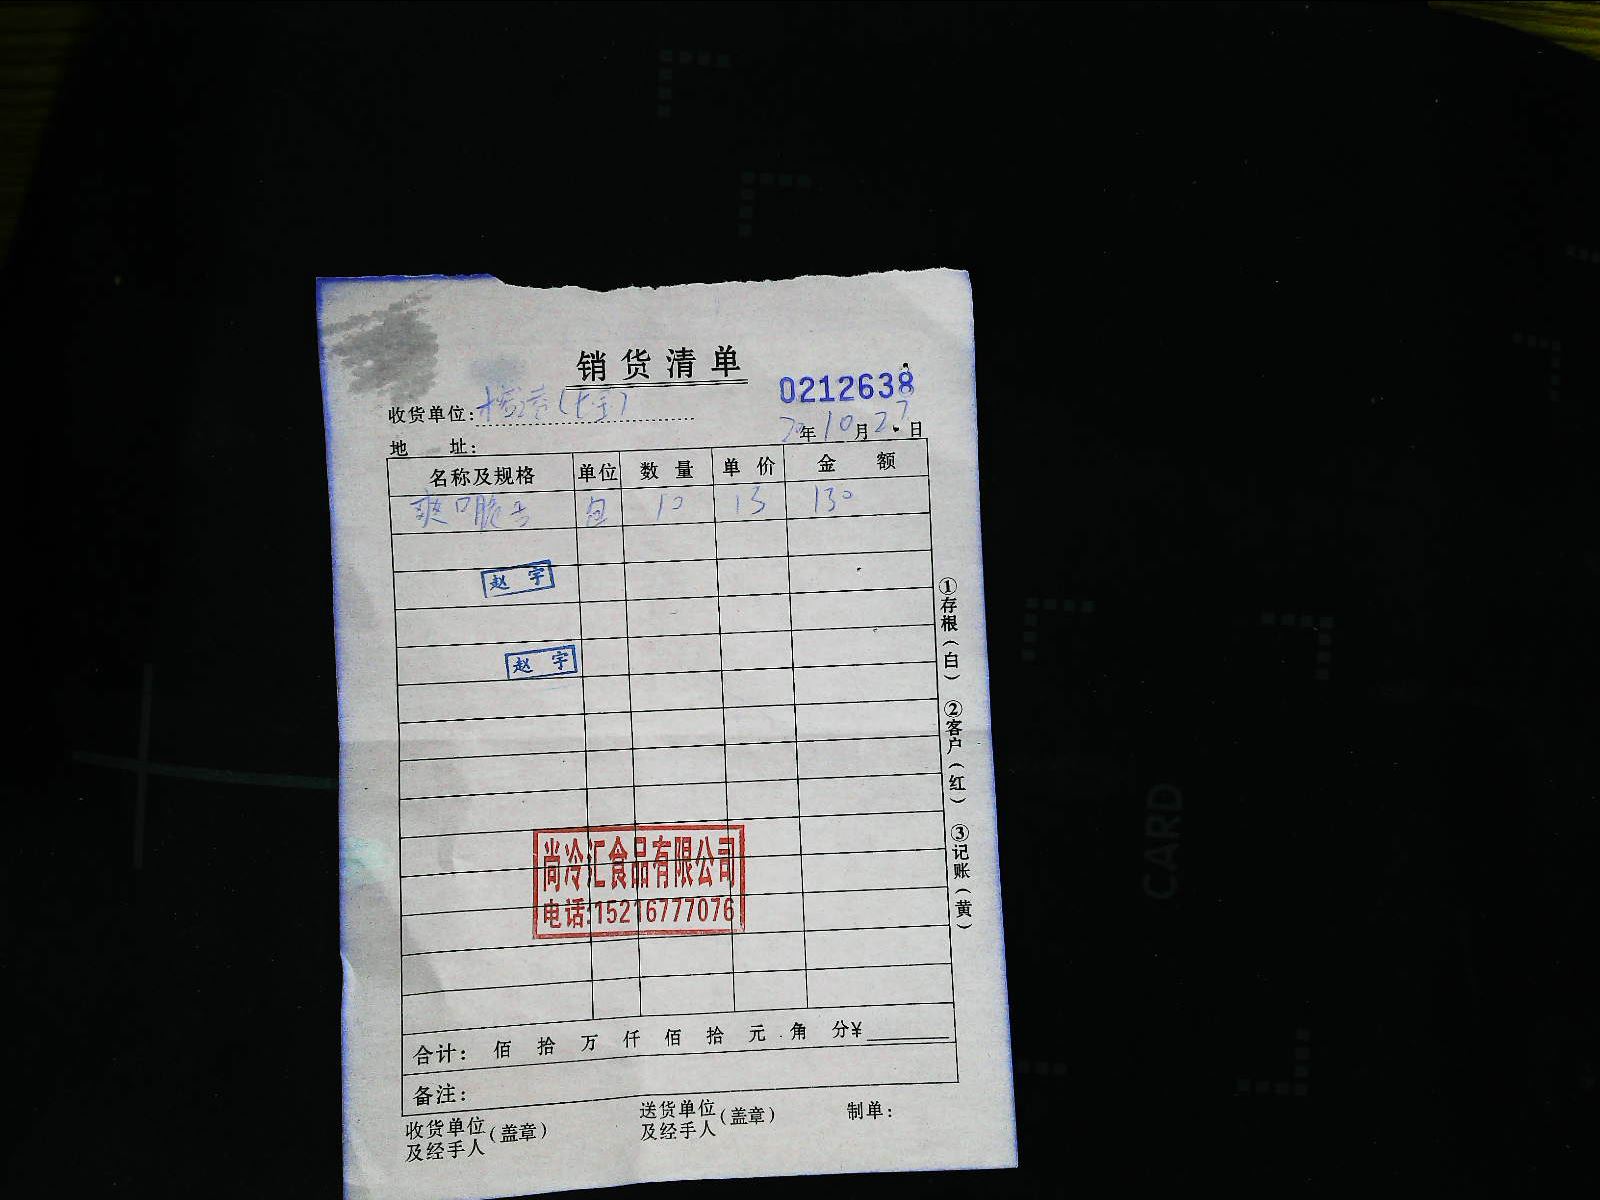 销货清单
0212638
收货单位:
20年10月27日
地 址:
名称及规格 单位 数量 单价 金额
爽口脆舌 包 10 13 130
赵宇
赵宇
尚冷汇食品有限公司
电话:15216777076
合计: 佰 拾 万 仟 佰 拾 元 角 分¥
备注:
收货单位及经手人(盖章) 送货单位及经手人(盖章) 制单:
①存根(白) ②客户(红) ③记账(黄)
CARD